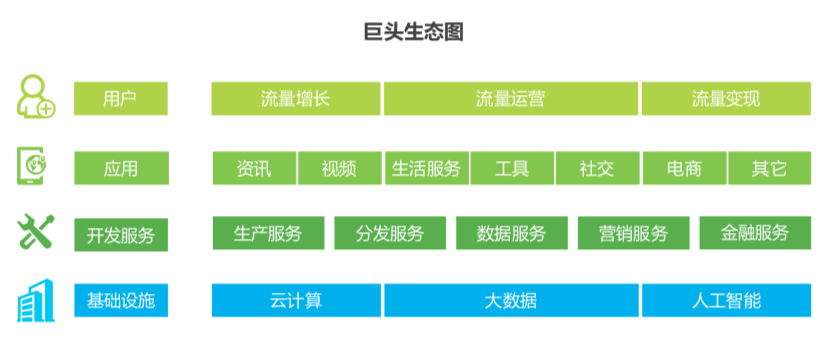 巨头生态图
用户 流量增长 流量运营 流量变现
应用 资讯 视频 生活服务 工具 社交 电商 其它
开发服务 生产服务 分发服务 数据服务 营销服务 金融服务
基础设施 云计算 大数据 人工智能